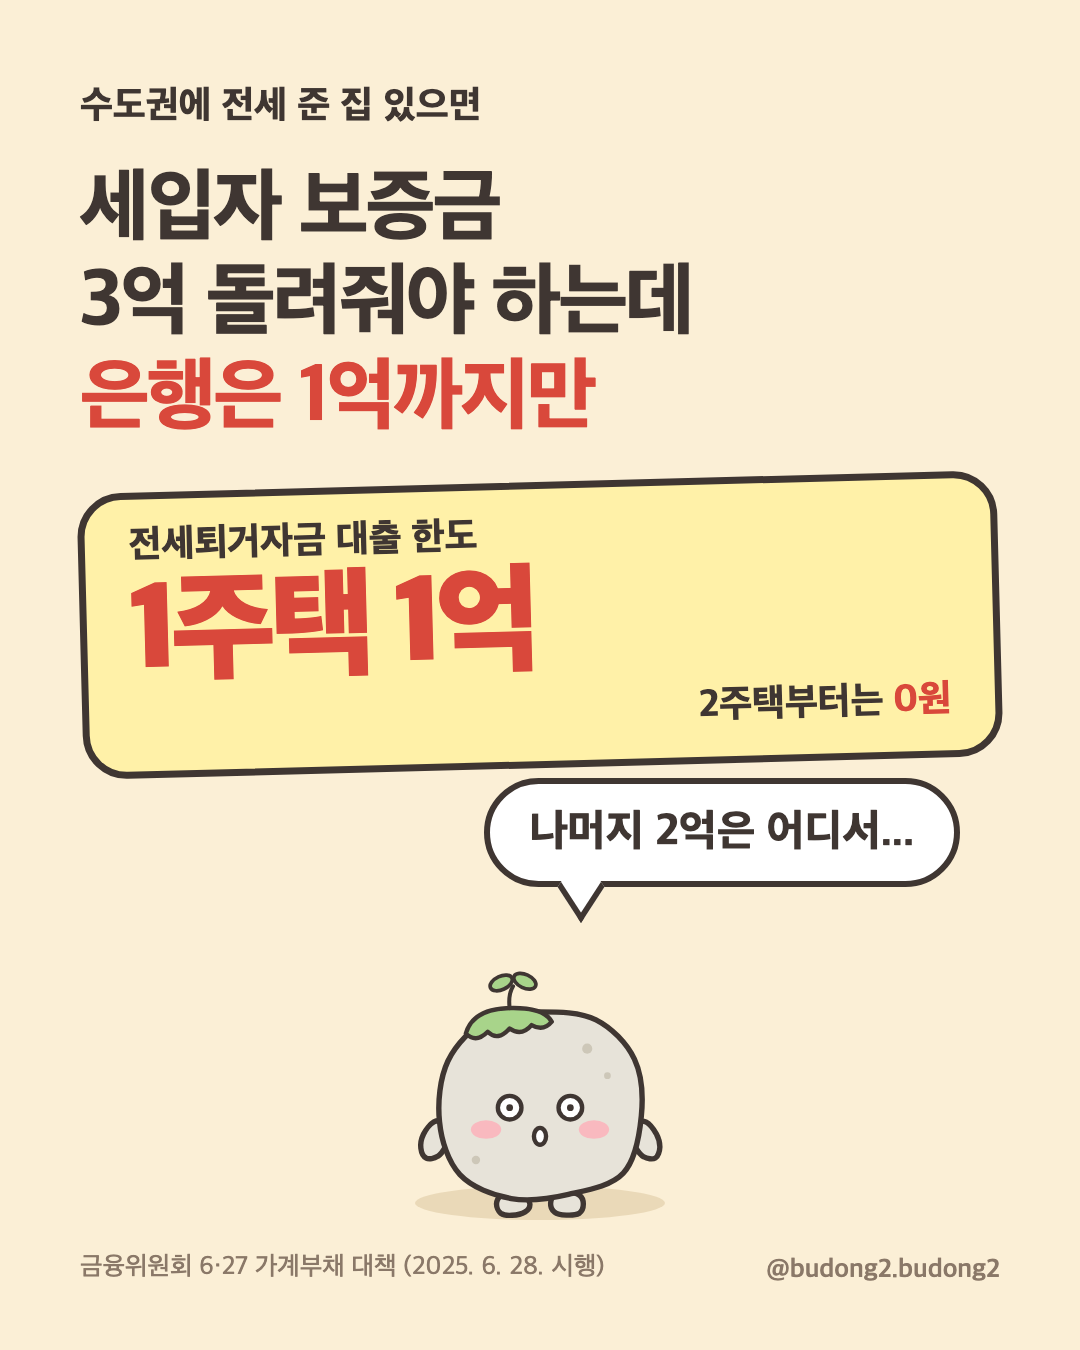 수도권에 전세 준 집 있으면
세입자 보증금
3억 돌려줘야 하는데
은행은 1억까지만
전세퇴거자금 대출 한도
1주택 1억
2주택부터는 0원
나머지 2억은 어디서...
금융위원회 6·27 가계부채 대책 (2025. 6. 28. 시행)
@budong2.budong2